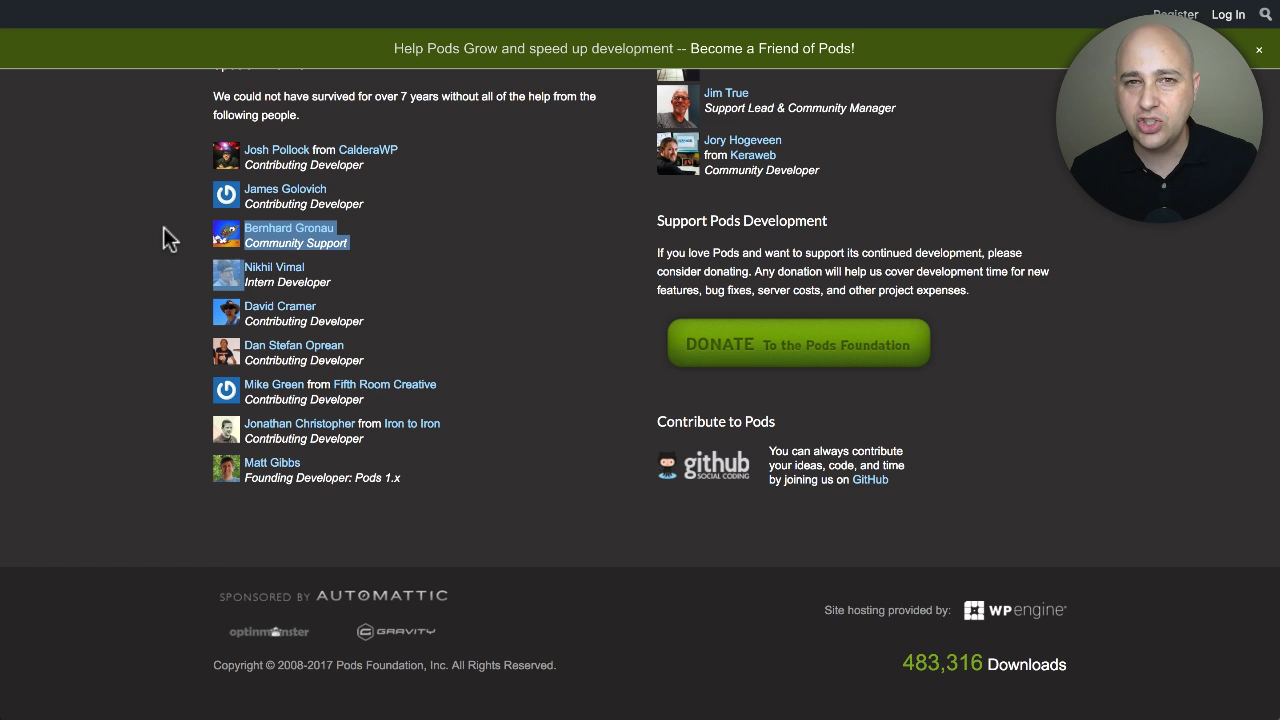 Register Log In
Help Pods Grow and speed up development -- Become a Friend of Pods! ×
We could not have survived for over 7 years without all of the help from the
following people.
Josh Pollock from CalderaWP
Contributing Developer
James Golovich
Contributing Developer
Bernhard Gronau
Community Support
Nikhil Vimal
Intern Developer
David Cramer
Contributing Developer
Dan Stefan Oprean
Contributing Developer
Mike Green from Fifth Room Creative
Contributing Developer
Jonathan Christopher from Iron to Iron
Contributing Developer
Matt Gibbs
Founding Developer: Pods 1.x
Jim True
Support Lead & Community Manager
Jory Hogeveen
from Keraweb
Community Developer
Support Pods Development
If you love Pods and want to support its continued development, please
consider donating. Any donation will help us cover development time for new
features, bug fixes, server costs, and other project expenses.
DONATE To the Pods Foundation
Contribute to Pods
github
SOCIAL CODING
You can always contribute
your ideas, code, and time
by joining us on GitHub
SPONSORED BY AUTOMATTIC
optinmonster GRAVITY
Copyright © 2008-2017 Pods Foundation, Inc. All Rights Reserved.
Site hosting provided by: WPengine®
483,316 Downloads